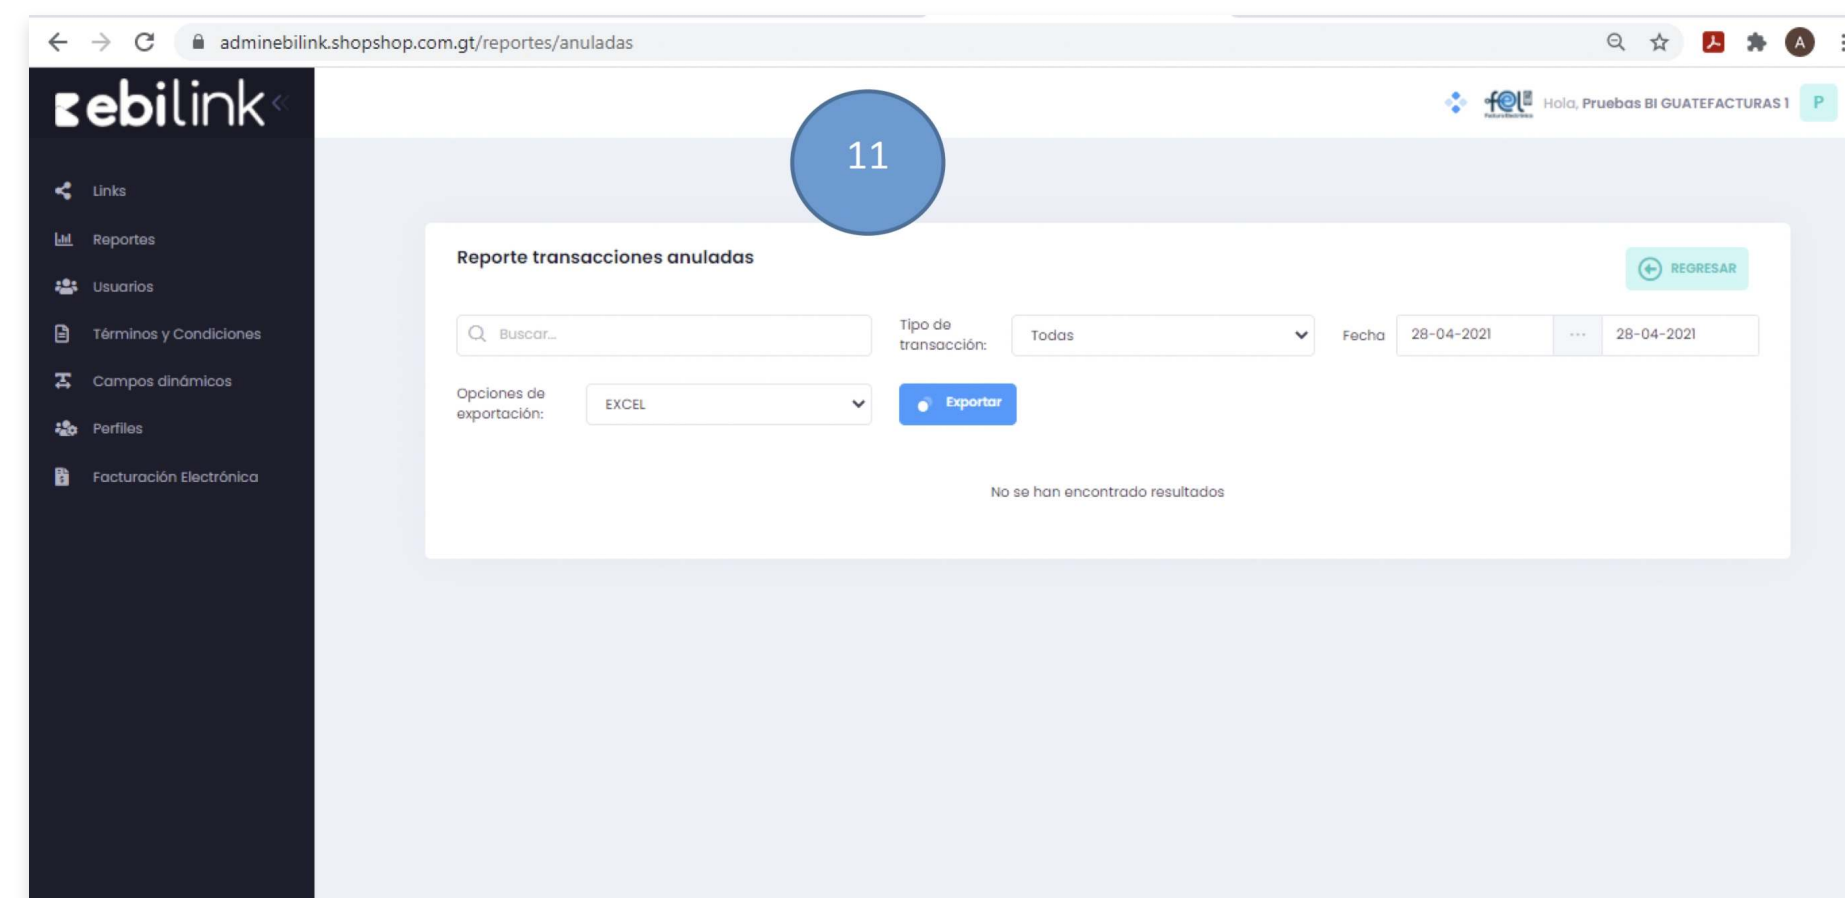 adminebilink.shopshop.com.gt/reportes/anuladas
A
ebilink
fel
Hola, Pruebas BI GUATEFACTURAS 1
P
11
Links
Reportes
Usuarios
Términos y Condiciones
Campos dinámicos
Perfiles
Facturación Electrónica
Reporte transacciones anuladas
REGRESAR
Buscar...
Tipo de
transacción:
Todas
Fecha
28-04-2021
...
28-04-2021
Opciones de
exportación:
EXCEL
Exportar
No se han encontrado resultados